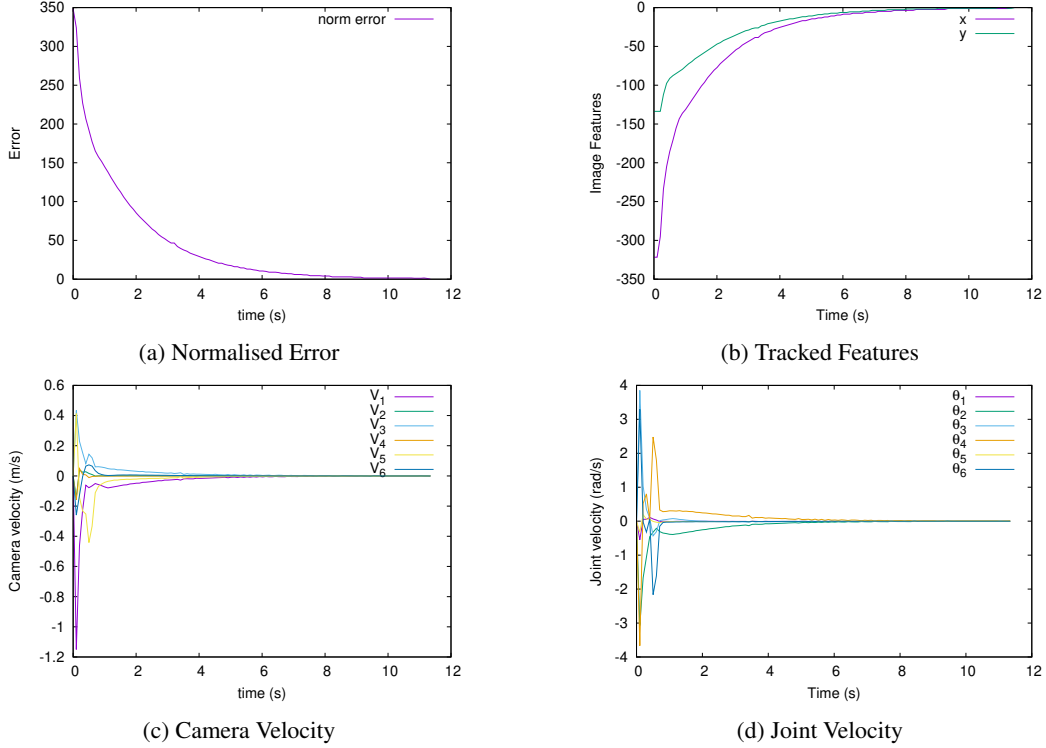 350
300
250
200
150
100
50
0
0 2 4 6 8 10 12
Error
time (s)
norm error
(a) Normalised Error
0
-50
-100
-150
-200
-250
-300
-350
0 2 4 6 8 10 12
Image Features
Time (s)
x
y
(b) Tracked Features
0.6
0.4
0.2
0
-0.2
-0.4
-0.6
-0.8
-1
-1.2
0 2 4 6 8 10 12
Camera velocity (m/s)
time (s)
V1
V2
V3
V4
V5
V6
(c) Camera Velocity
4
3
2
1
0
-1
-2
-3
-4
0 2 4 6 8 10 12
Joint velocity (rad/s)
Time (s)
θ1
θ2
θ3
θ4
θ5
θ6
(d) Joint Velocity